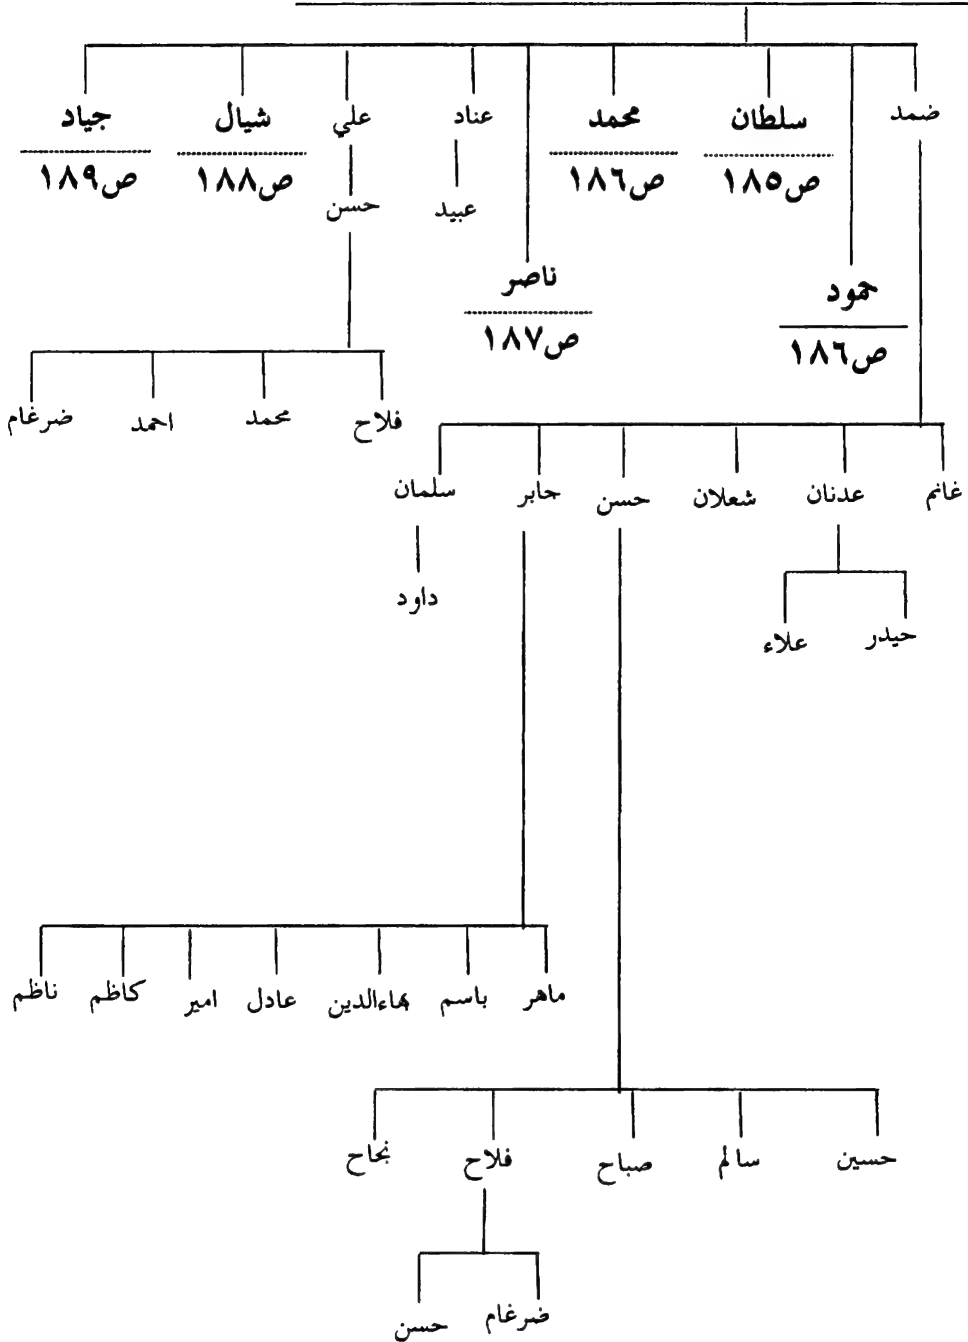 ضمد سلطان محمد عناد علي شيال جياد
ص١٨٥ ص١٨٦ ص١٨٨ ص١٨٩
عبيد حسن
حمود ناصر
ص١٨٦ ص١٨٧
فلاح محمد احمد ضرغام
غانم عدنان شعلان حسن جابر سلمان
داود
حيدر علاء
ماهر باسم بهاءالدين عادل امير كاظم ناظم
حسين سالم صباح فلاح نجاح
ضرغام حسن